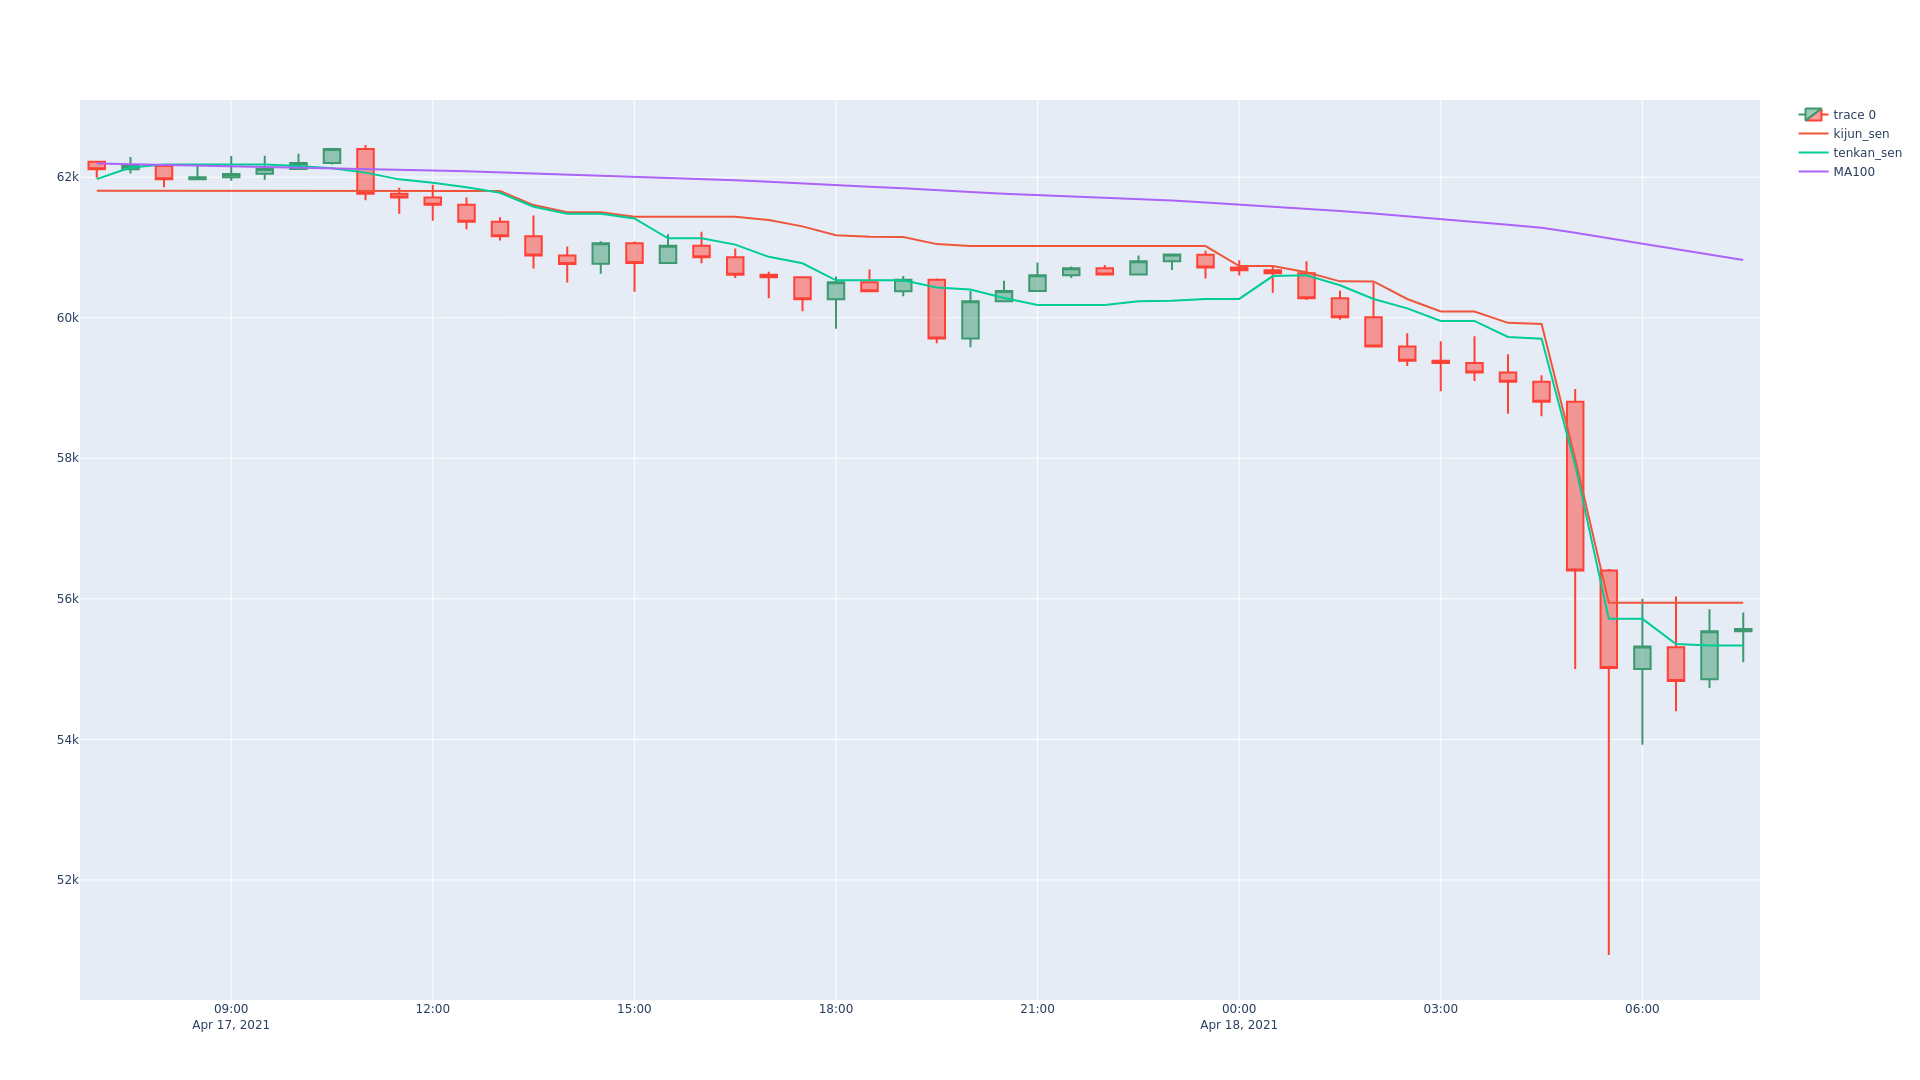 trace 0
kijun_sen
tenkan_sen
MA100
62k
60k
58k
56k
54k
52k
09:00
Apr 17, 2021
12:00
15:00
18:00
21:00
00:00
Apr 18, 2021
03:00
06:00